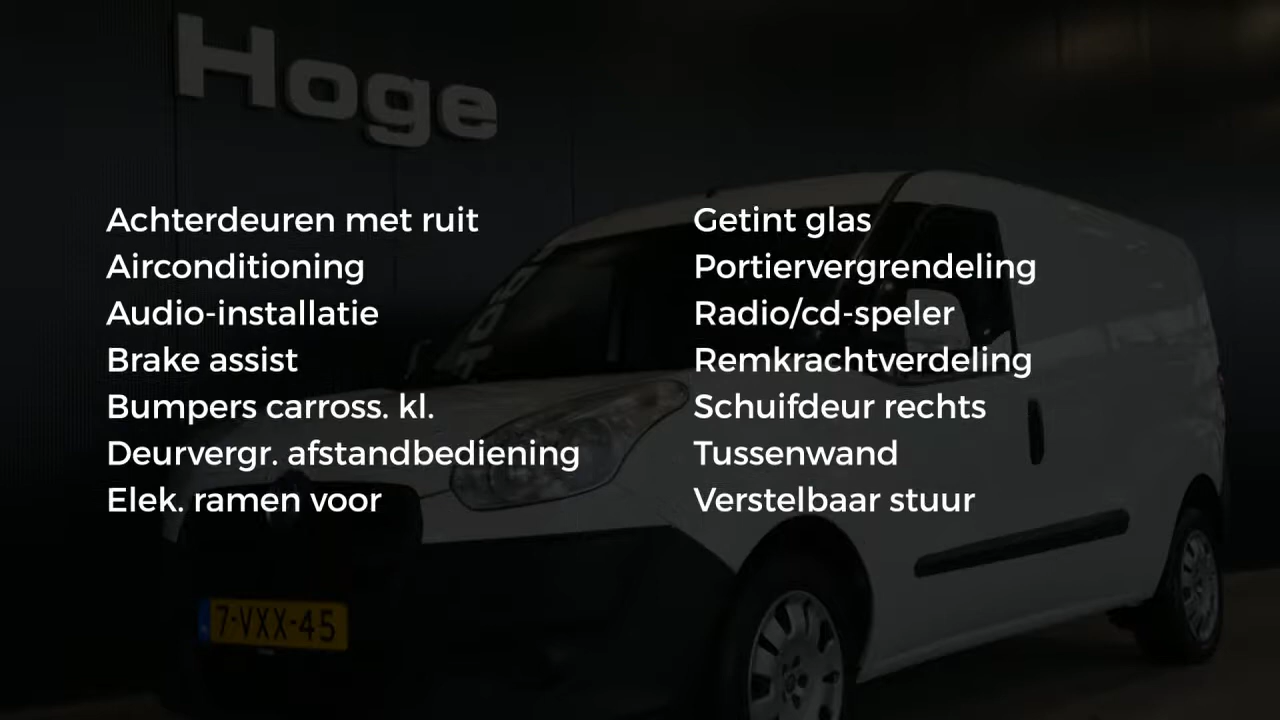 Hoge
Achterdeuren met ruit
Airconditioning
Audio-installatie
Brake assist
Bumpers carross. kl.
Deurvergr. afstandbediening
Elek. ramen voor
Getint glas
Portiervergrendeling
Radio/cd-speler
Remkrachtverdeling
Schuifdeur rechts
Tussenwand
Verstelbaar stuur
7-VXX-45